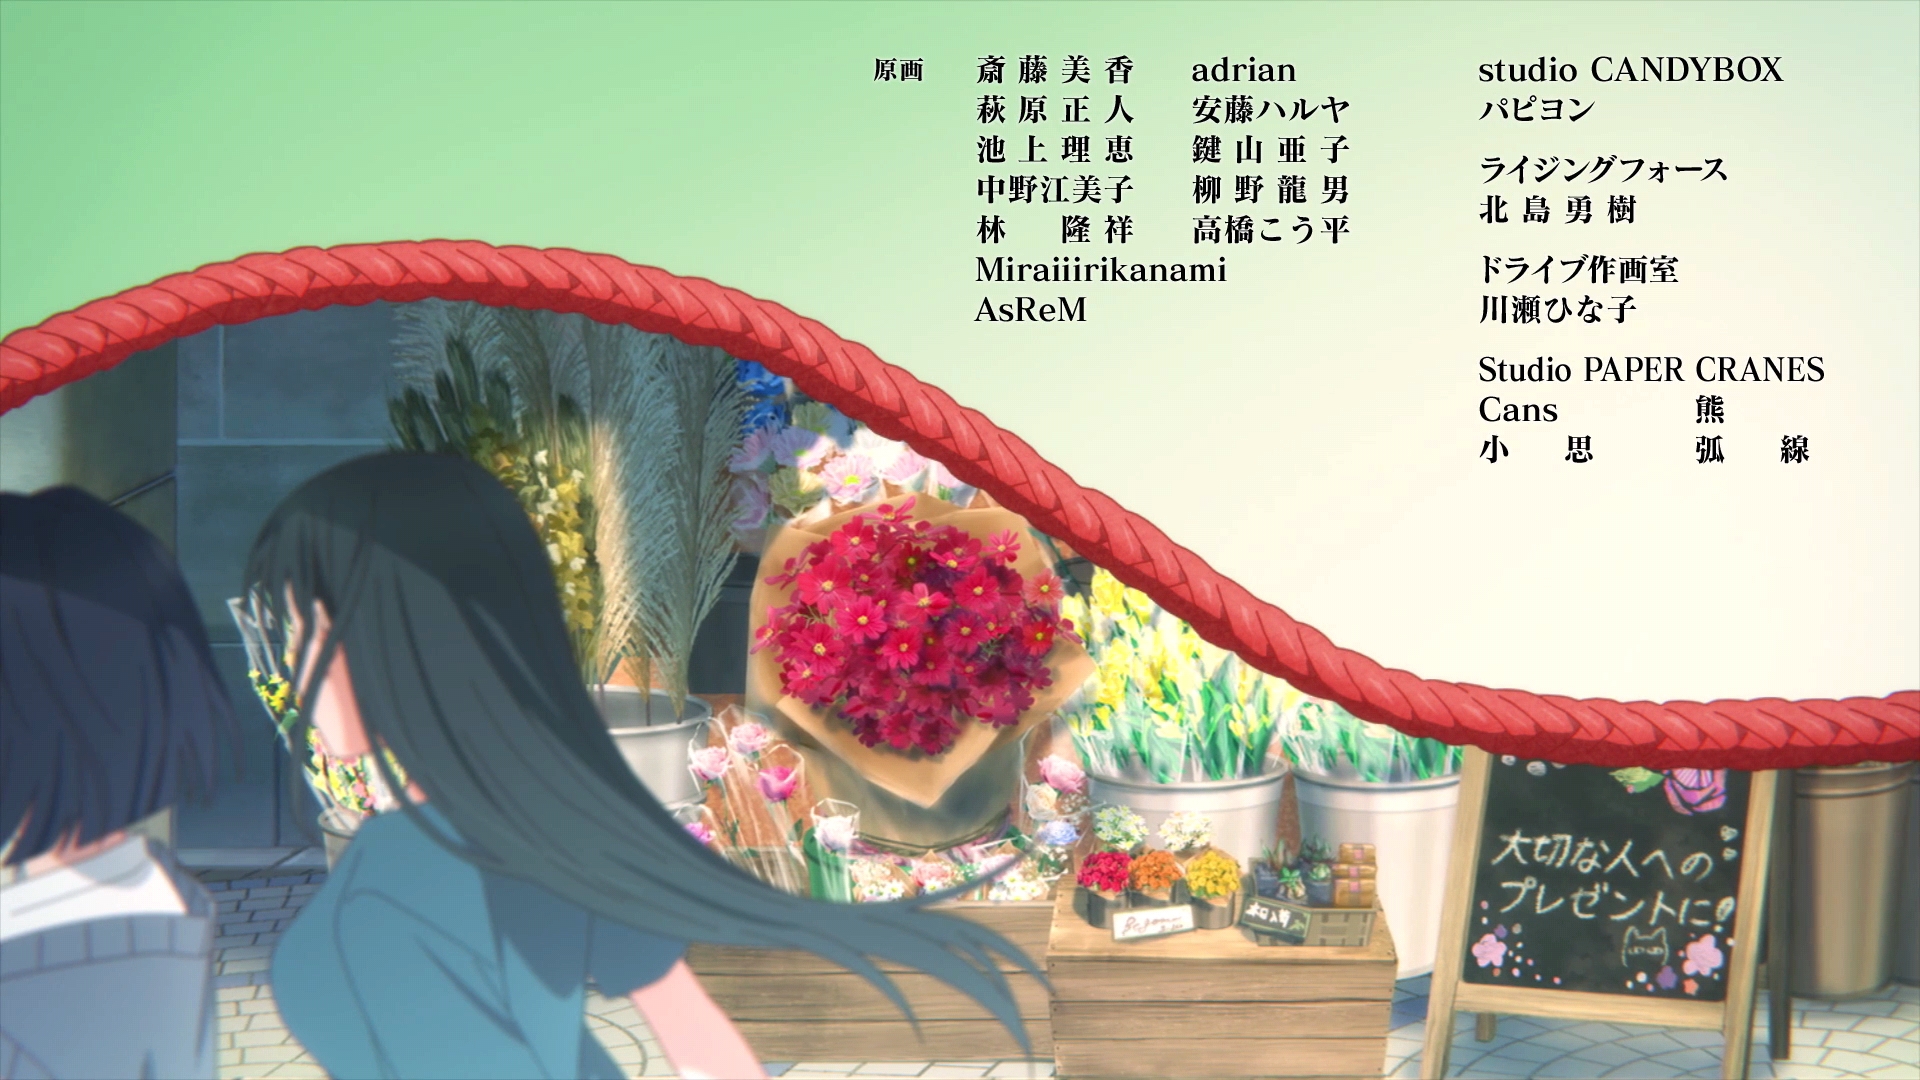 原画
斎藤美香 adrian
萩原正人 安藤ハルヤ
池上理恵 鍵山亜子
中野江美子 柳野龍男
林隆祥 高橋こう平
Miraiiirikanami
AsReM
studio CANDYBOX
パピヨン
ライジングフォース
北島勇樹
ドライブ作画室
川瀬ひな子
Studio PAPER CRANES
Cans 熊
小思 弧線
大切な人への
プレゼントに!